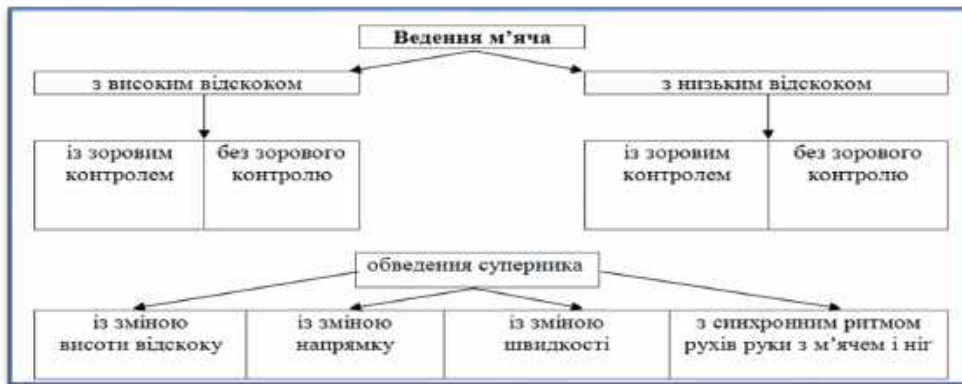 Ведення м’яча
з високим відскоком
з низьким відскоком
із зоровим
контролем
без зорового
контролю
із зоровим
контролем
без зорового
контролю
обведення суперника
із зміною
висоти відскоку
із зміною
напрямку
із зміною
швидкості
з синхронним ритмом
рухів руки з м’ячем і ніг